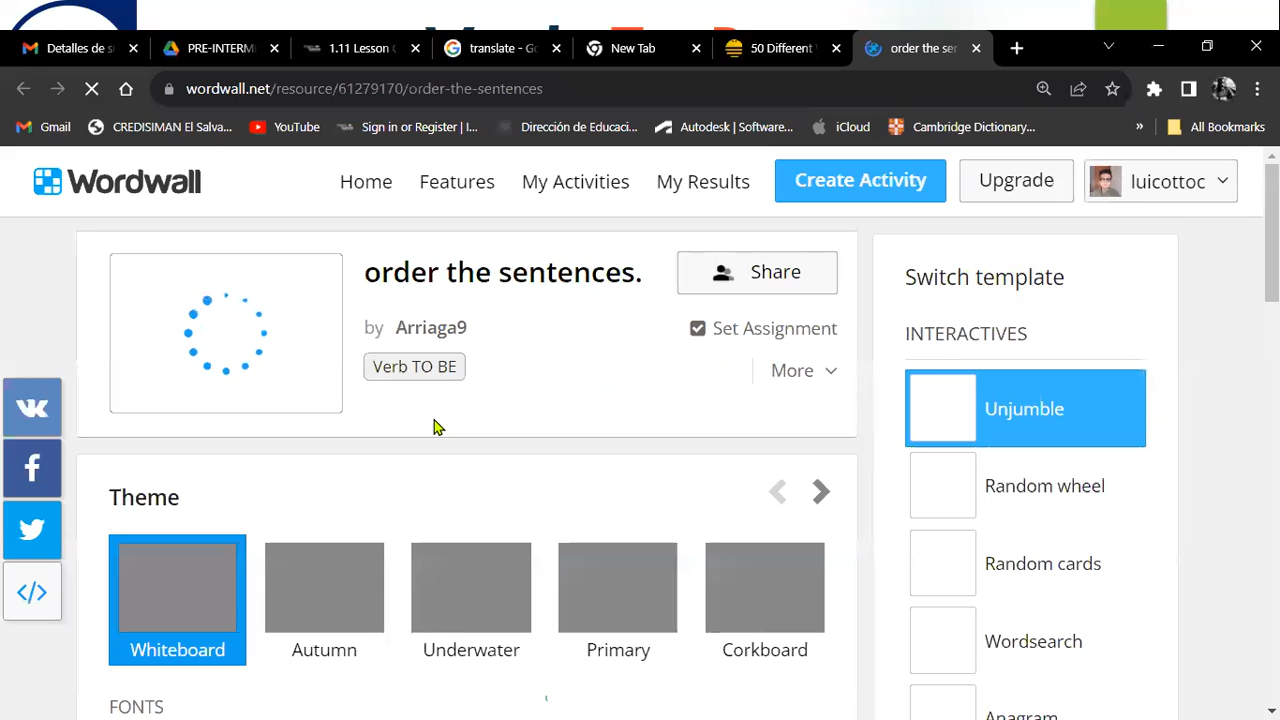 Detalles de s
PRE-INTERM
1.11 Lesson
translate - Go
New Tab
50 Different
order the sen
wordwall.net/resource/61279170/order-the-sentences
Gmail
CREDISIMAN El Salva...
YouTube
Sign in or Register | I...
Dirección de Educaci...
Autodesk | Software...
iCloud
Cambridge Dictionary...
»
All Bookmarks
Wordwall
Home
Features
My Activities
My Results
Create Activity
Upgrade
luicottoc
order the sentences.
Share
by Arriaga9
Set Assignment
Verb TO BE
More
Switch template
INTERACTIVES
Unjumble
Random wheel
Random cards
Wordsearch
Anagram
Theme
Whiteboard
Autumn
Underwater
Primary
Corkboard
FONTS